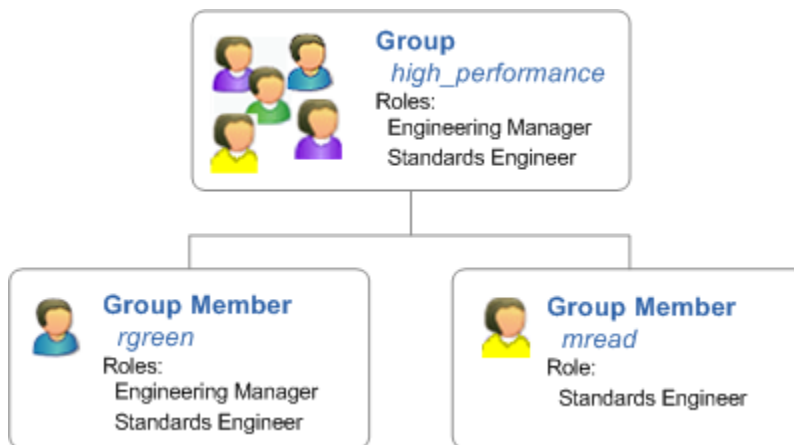 Group
high_performance
Roles:
Engineering Manager
Standards Engineer
Group Member
rgreen
Roles:
Engineering Manager
Standards Engineer
Group Member
mread
Role:
Standards Engineer